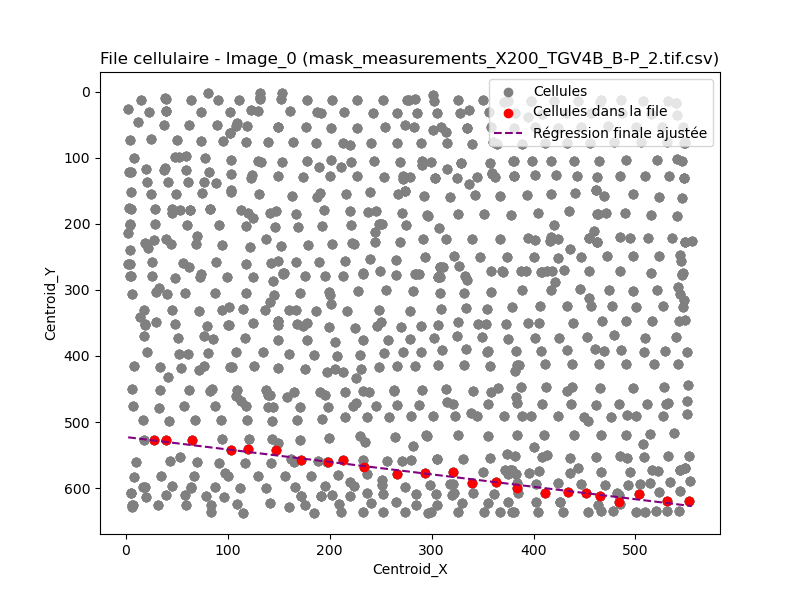 File cellulaire - Image_0 (mask_measurements_X200_TGV4B_B-P_2.tif.csv)
Cellules
Cellules dans la file
Régression finale ajustée
0
100
200
300
400
500
600
Centroid_Y
0 100 200 300 400 500
Centroid_X